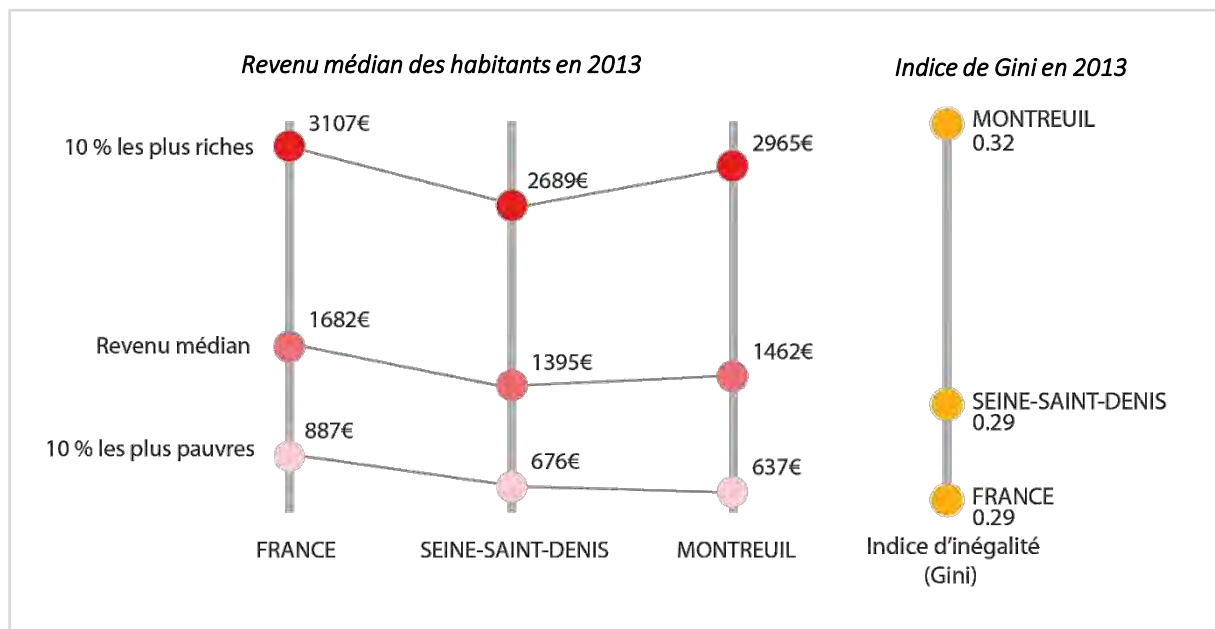 Revenu médian des habitants en 2013
10 % les plus riches
3107€
2689€
2965€
Revenu médian
1682€
1395€
1462€
10 % les plus pauvres
887€
676€
637€
FRANCE
SEINE-SAINT-DENIS
MONTREUIL
Indice de Gini en 2013
MONTREUIL
0.32
SEINE-SAINT-DENIS
0.29
FRANCE
0.29
Indice d'inégalité
(Gini)